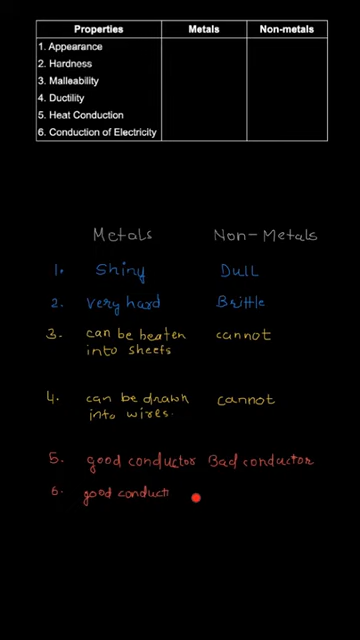 Properties Metals Non-metals
1. Appearance
2. Hardness
3. Malleability
4. Ductility
5. Heat Conduction
6. Conduction of Electricity
Metals Non-Metals
1. Shiny Dull
2. very hard Brittle
3. can be beaten cannot
into sheets
4. can be drawn cannot
into wires.
5. good conductor Bad conductor
6. good conduct